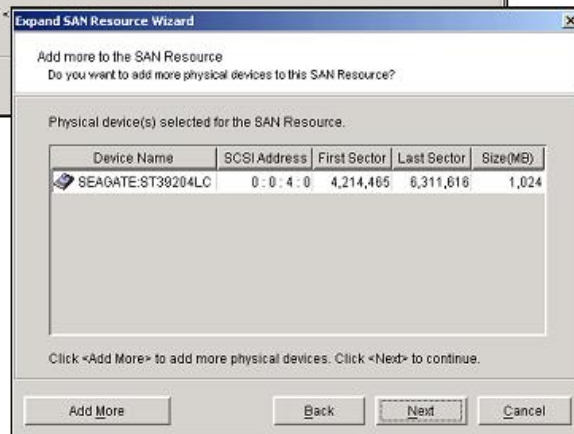 Expand SAN Resource Wizard
Add more to the SAN Resource
Do you want to add more physical devices to this SAN Resource?
Physical device(s) selected for the SAN Resource.
Device Name SCSI Address First Sector Last Sector Size(MB)
SEAGATE:ST39204LC 0 : 0 : 4 : 0 4,214,465 6,311,616 1,024
Click <Add More> to add more physical devices. Click <Next> to continue.
Add More Back Next Cancel